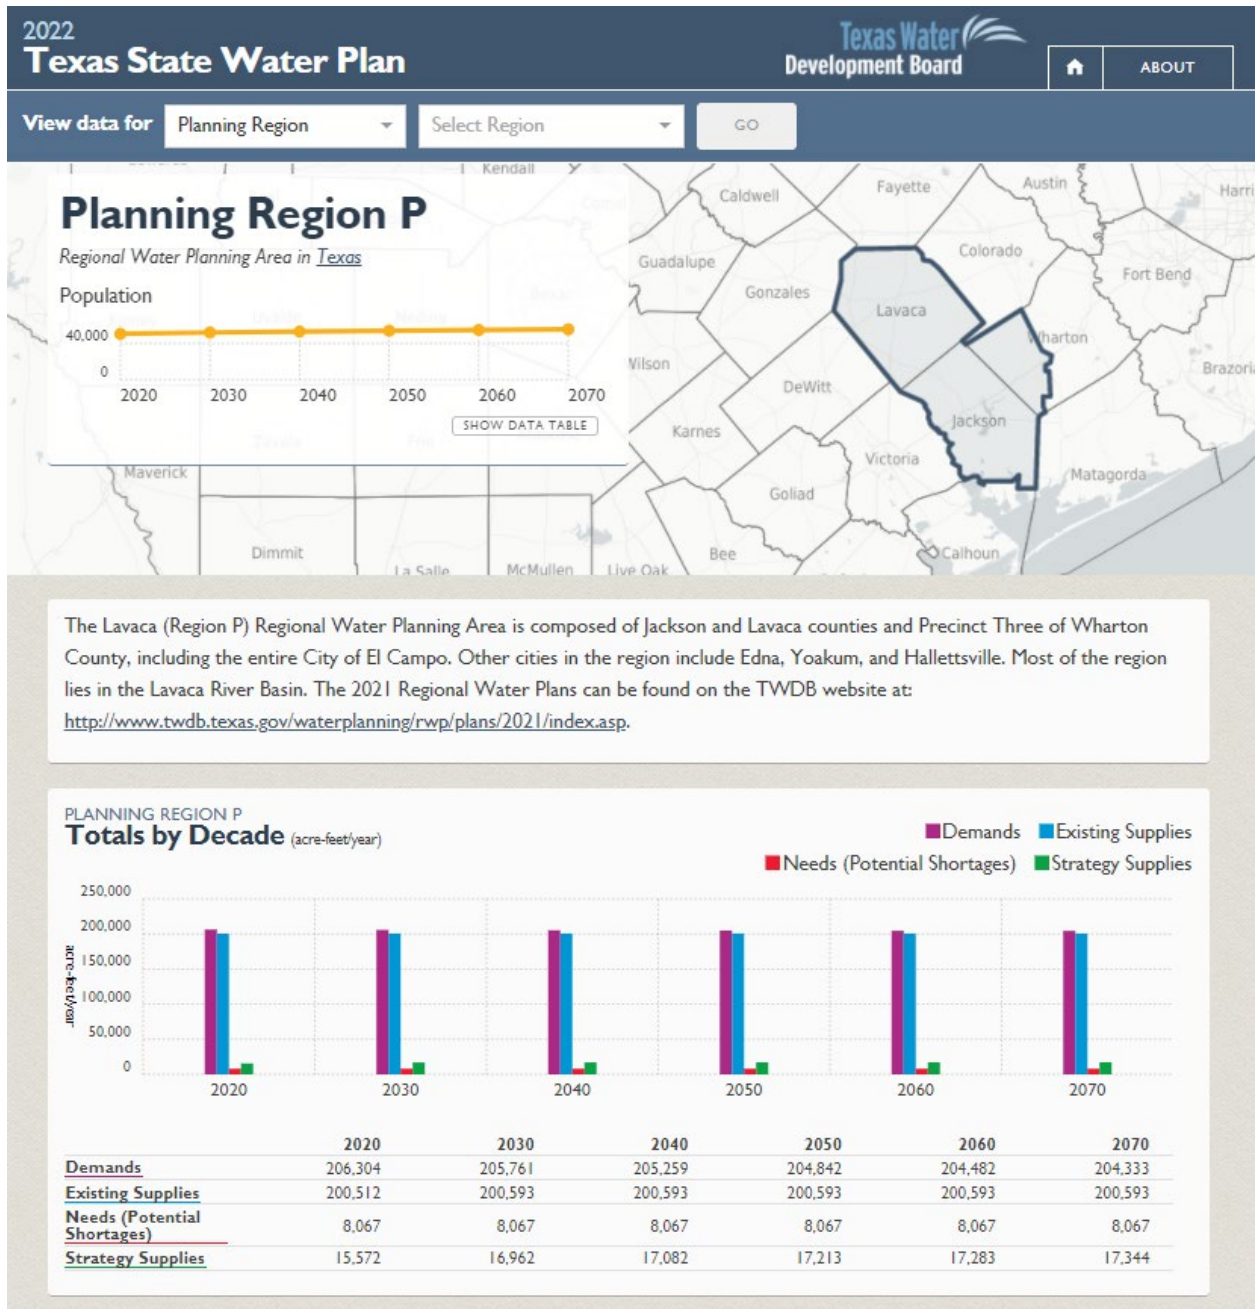 2022
Texas State Water Plan
Texas Water
Development Board
ABOUT
View data for
Planning Region
Select Region
GO
Planning Region P
Regional Water Planning Area in Texas
Population
40,000
0
2020 2030 2040 2050 2060 2070
SHOW DATA TABLE
Kendall
Caldwell
Fayette
Austin
Harri
Guadalupe
Colorado
Fort Bend
Gonzales
Lavaca
Wharton
Wilson
DeWitt
Brazoria
Karnes
Jackson
Victoria
Maverick
Matagorda
Goliad
Dimmit
Bee
Calhoun
La Salle
McMullen
Live Oak
The Lavaca (Region P) Regional Water Planning Area is composed of Jackson and Lavaca counties and Precinct Three of Wharton
County, including the entire City of El Campo. Other cities in the region include Edna, Yoakum, and Hallettsville. Most of the region
lies in the Lavaca River Basin. The 2021 Regional Water Plans can be found on the TWDB website at:
http://www.twdb.texas.gov/waterplanning/rwp/plans/2021/index.asp.
PLANNING REGION P
Totals by Decade (acre-feet/year)
Demands Existing Supplies
Needs (Potential Shortages) Strategy Supplies
acre-feet/year
250,000
200,000
150,000
100,000
50,000
0
2020 2030 2040 2050 2060 2070
2020 2030 2040 2050 2060 2070
Demands 206,304 205,761 205,259 204,842 204,482 204,333
Existing Supplies 200,512 200,593 200,593 200,593 200,593 200,593
Needs (Potential
Shortages) 8,067 8,067 8,067 8,067 8,067 8,067
Strategy Supplies 15,572 16,962 17,082 17,213 17,283 17,344